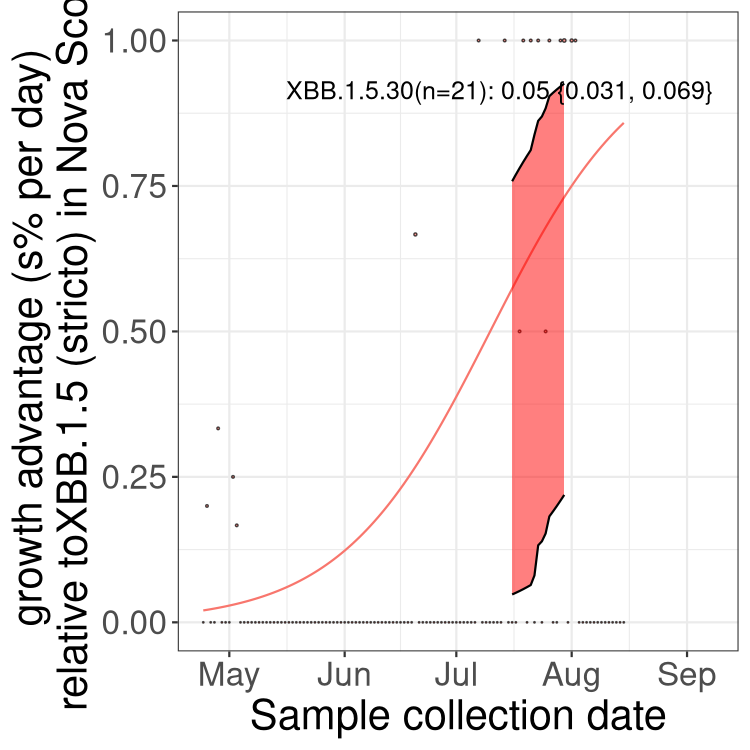 growth advantage (s% per day)
relative toXBB.1.5 (stricto) in Nova Sco
1.00
0.75
0.50
0.25
0.00
XBB.1.5.30(n=21): 0.05 {0.031, 0.069}
May Jun Jul Aug Sep
Sample collection date